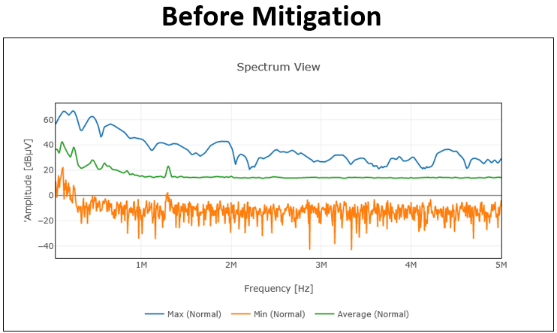 Before Mitigation
Spectrum View
Amplitude [dBµV]
60
40
20
0
−20
−40
1M
2M
3M
4M
5M
Frequency [Hz]
Max (Normal)
Min (Normal)
Average (Normal)